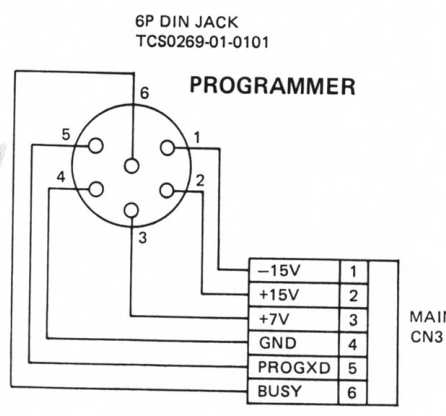 6P DIN JACK
TCS0269-01-0101
PROGRAMMER
6
5
1
4
2
3
-15V 1
+15V 2
+7V 3
GND 4
PROGXD 5
BUSY 6
MAIN
CN3